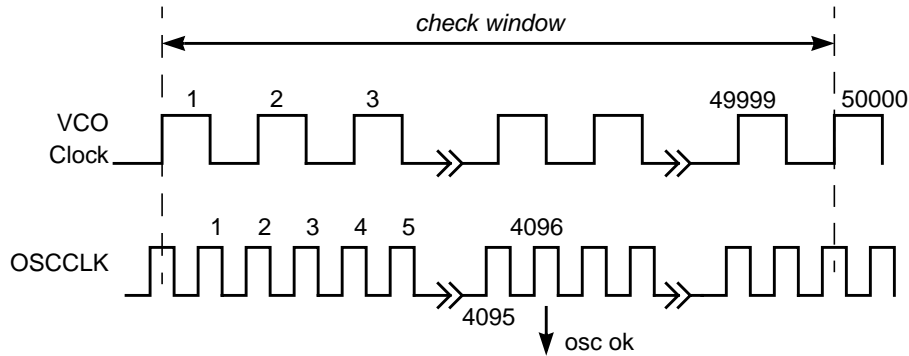 check window
1 2 3 49999 50000
VCO
Clock
1 2 3 4 5 4096
OSCCLK
4095
osc ok